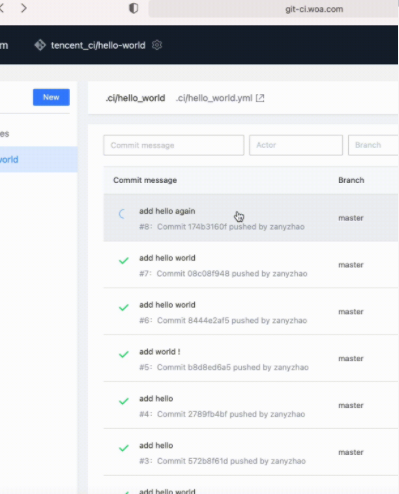 git-ci.woa.com
m
tencent_ci/hello-world
New
.ci/hello_world
.ci/hello_world.yml
es
world
Commit message
Actor
Branch
Commit message
Branch
add hello again
#8: Commit 174b3160f pushed by zanyzhao
master
add hello world
#7: Commit 08c08f948 pushed by zanyzhao
master
add hello world
#6: Commit 8444e2af5 pushed by zanyzhao
master
add world !
#5: Commit b8d8ed6a5 pushed by zanyzhao
master
add hello
#4: Commit 2789fb4bf pushed by zanyzhao
master
add hello
#3: Commit 572b8f61d pushed by zanyzhao
master
add hello world